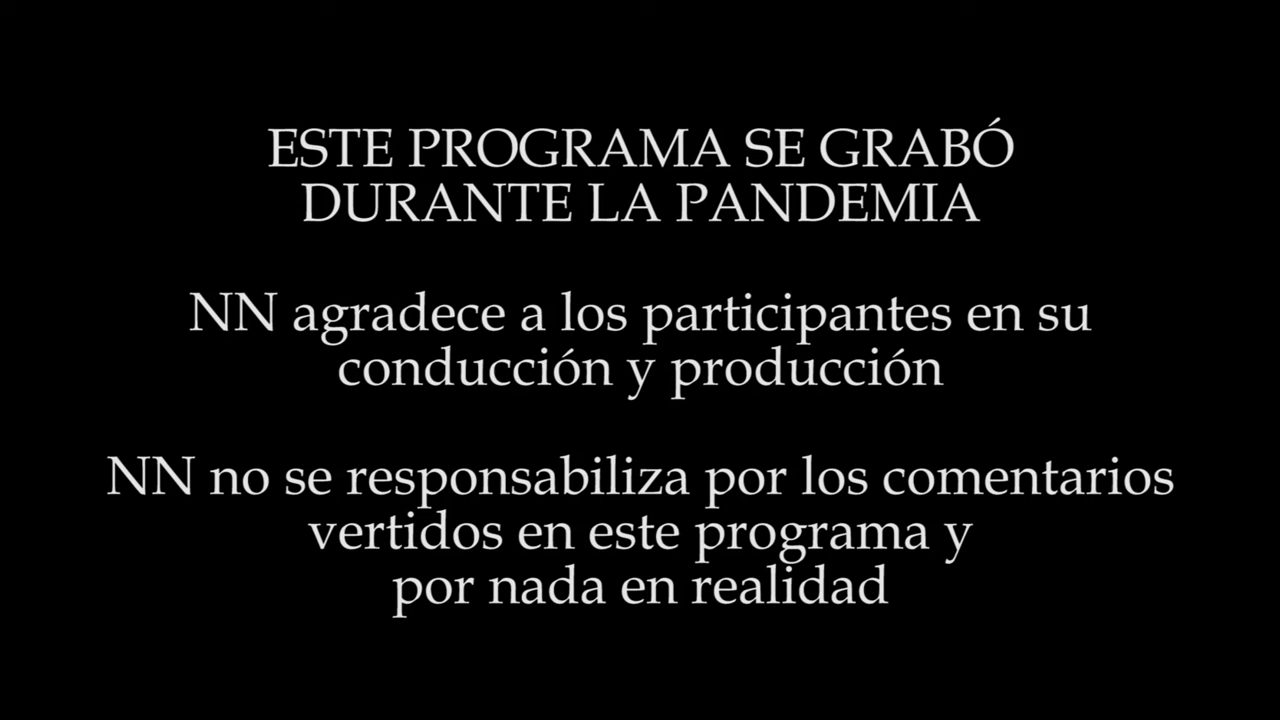 ESTE PROGRAMA SE GRABÓ
DURANTE LA PANDEMIA
NN agradece a los participantes en su
conducción y producción
NN no se responsabiliza por los comentarios
vertidos en este programa y
por nada en realidad